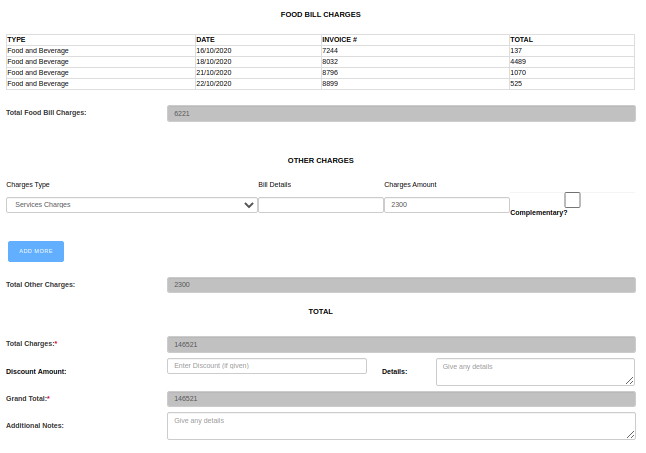 FOOD BILL CHARGES
TYPE DATE INVOICE # TOTAL
Food and Beverage 16/10/2020 7244 137
Food and Beverage 18/10/2020 8032 4489
Food and Beverage 21/10/2020 8796 1070
Food and Beverage 22/10/2020 8899 525
Total Food Bill Charges: 6221
OTHER CHARGES
Charges Type Bill Details Charges Amount
Services Charges 2300
Complementary?
ADD MORE
Total Other Charges: 2300
TOTAL
Total Charges:* 146521
Discount Amount: Enter Discount (if given) Details: Give any details
Grand Total:* 146521
Additional Notes: Give any details